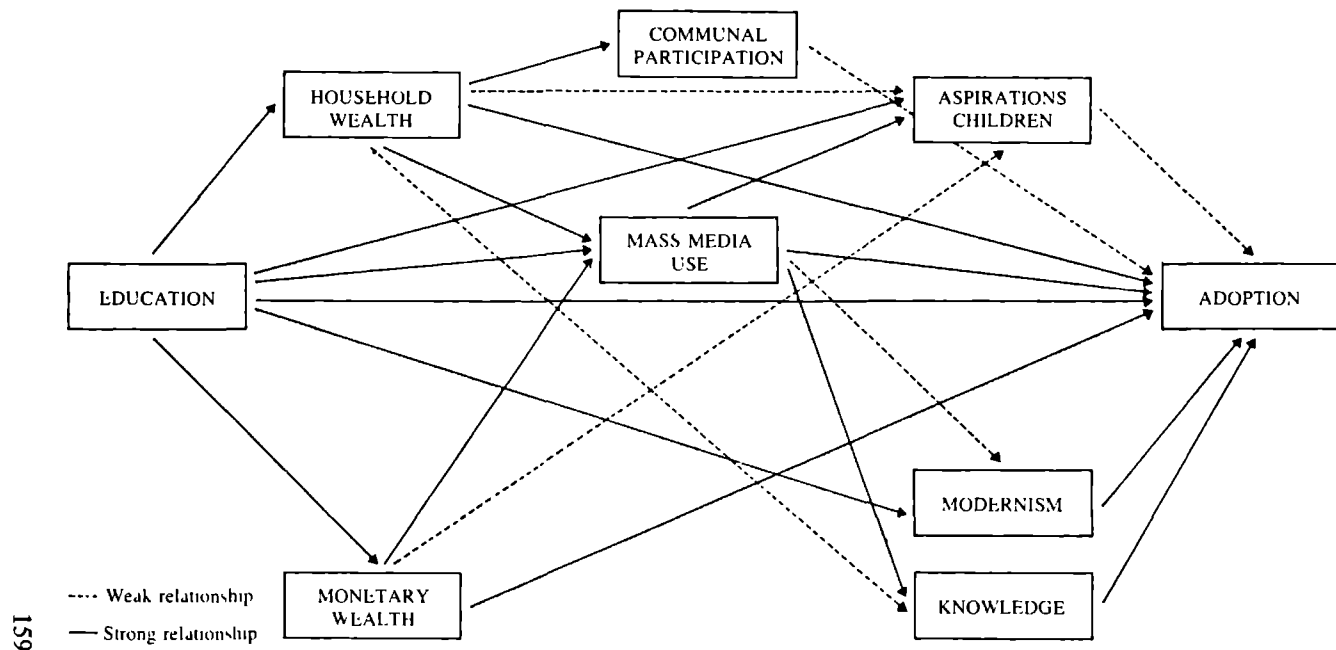 COMMUNAL
PARTICIPATION
HOUSEHOLD
WEALTH
ASPIRATIONS
CHILDREN
MASS MEDIA
USE
EDUCATION
ADOPTION
MODERNISM
MONETARY
WEALTH
KNOWLEDGE
Weak relationship
Strong relationship
159